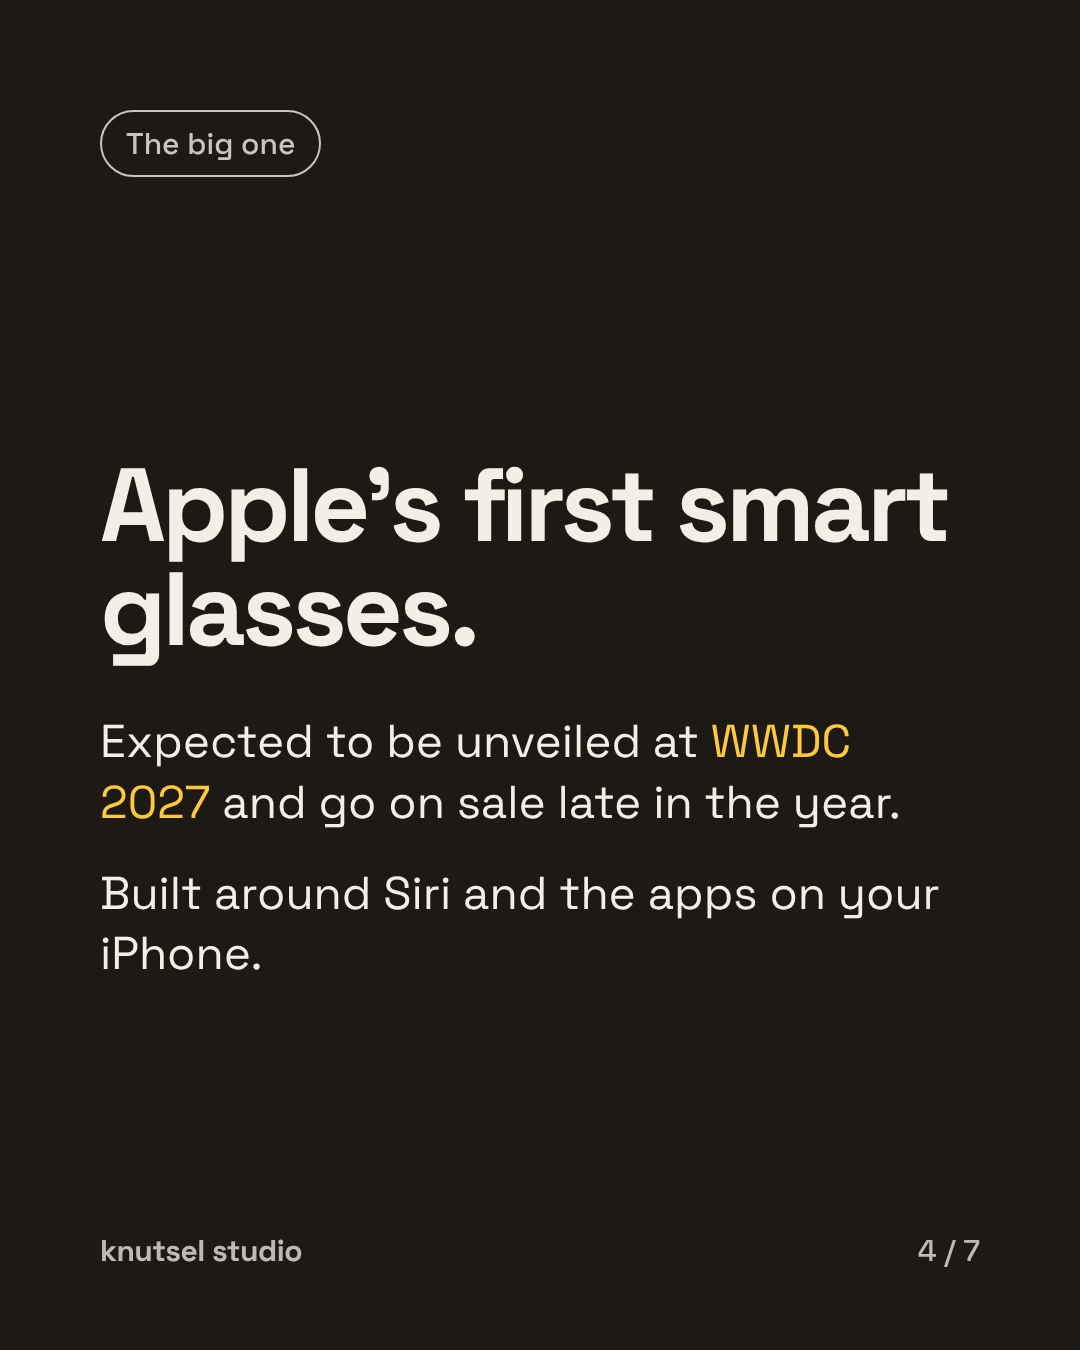 The big one
Apple’s first smart
glasses.
Expected to be unveiled at WWDC
2027 and go on sale late in the year.
Built around Siri and the apps on your
iPhone.
knutsel studio
4 / 7